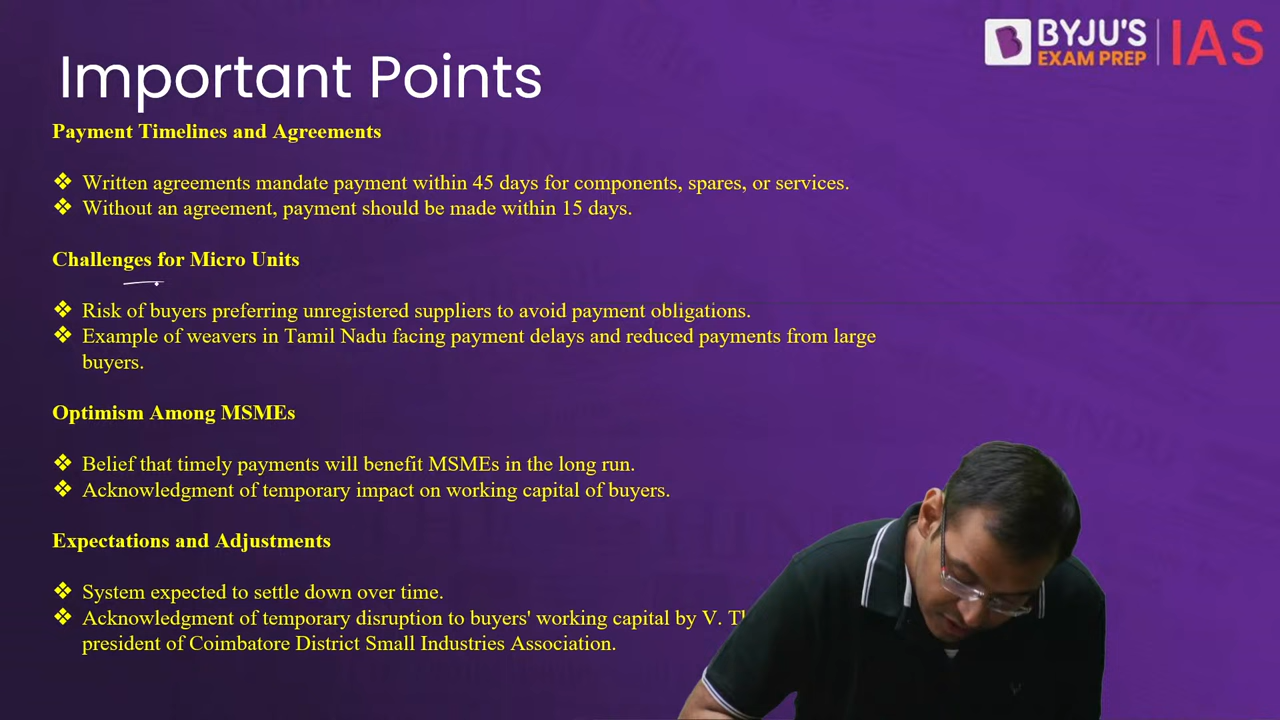 BYJU'S
EXAM PREP
IAS
Important Points
Payment Timelines and Agreements
❖ Written agreements mandate payment within 45 days for components, spares, or services.
❖ Without an agreement, payment should be made within 15 days.
Challenges for Micro Units
❖ Risk of buyers preferring unregistered suppliers to avoid payment obligations.
❖ Example of weavers in Tamil Nadu facing payment delays and reduced payments from large
buyers.
Optimism Among MSMEs
❖ Belief that timely payments will benefit MSMEs in the long run.
❖ Acknowledgment of temporary impact on working capital of buyers.
Expectations and Adjustments
❖ System expected to settle down over time.
❖ Acknowledgment of temporary disruption to buyers' working capital by V.
president of Coimbatore District Small Industries Association.